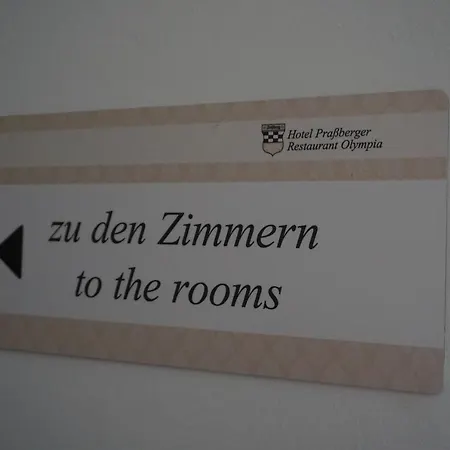 Hotel Praßberger
Restaurant Olympia
zu den Zimmern
to the rooms